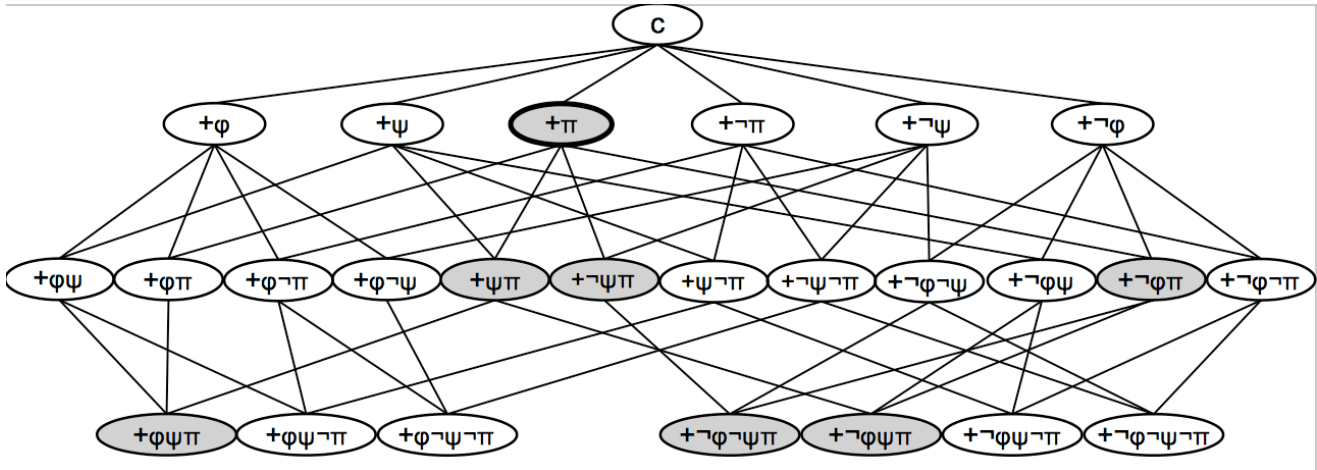 c
+φ +ψ +π +¬π +¬ψ +¬φ
+φψ +φπ +φ¬π +φ¬ψ +ψπ +¬ψπ +ψ¬π +¬ψ¬π +¬φ¬ψ +¬φψ +¬φπ +¬φ¬π
+φψπ +φψ¬π +φ¬ψ¬π +¬φ¬ψπ +¬φψπ +¬φψ¬π +¬φ¬ψ¬π